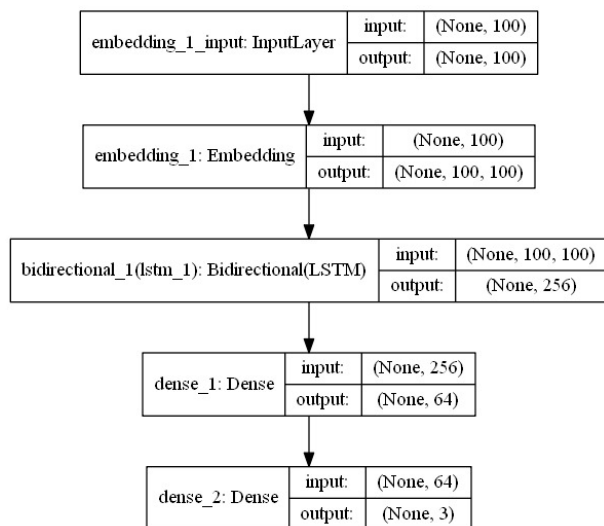 embedding_1_input: InputLayer
input: (None, 100)
output: (None, 100)
embedding_1: Embedding
input: (None, 100)
output: (None, 100, 100)
bidirectional_1(lstm_1): Bidirectional(LSTM)
input: (None, 100, 100)
output: (None, 256)
dense_1: Dense
input: (None, 256)
output: (None, 64)
dense_2: Dense
input: (None, 64)
output: (None, 3)